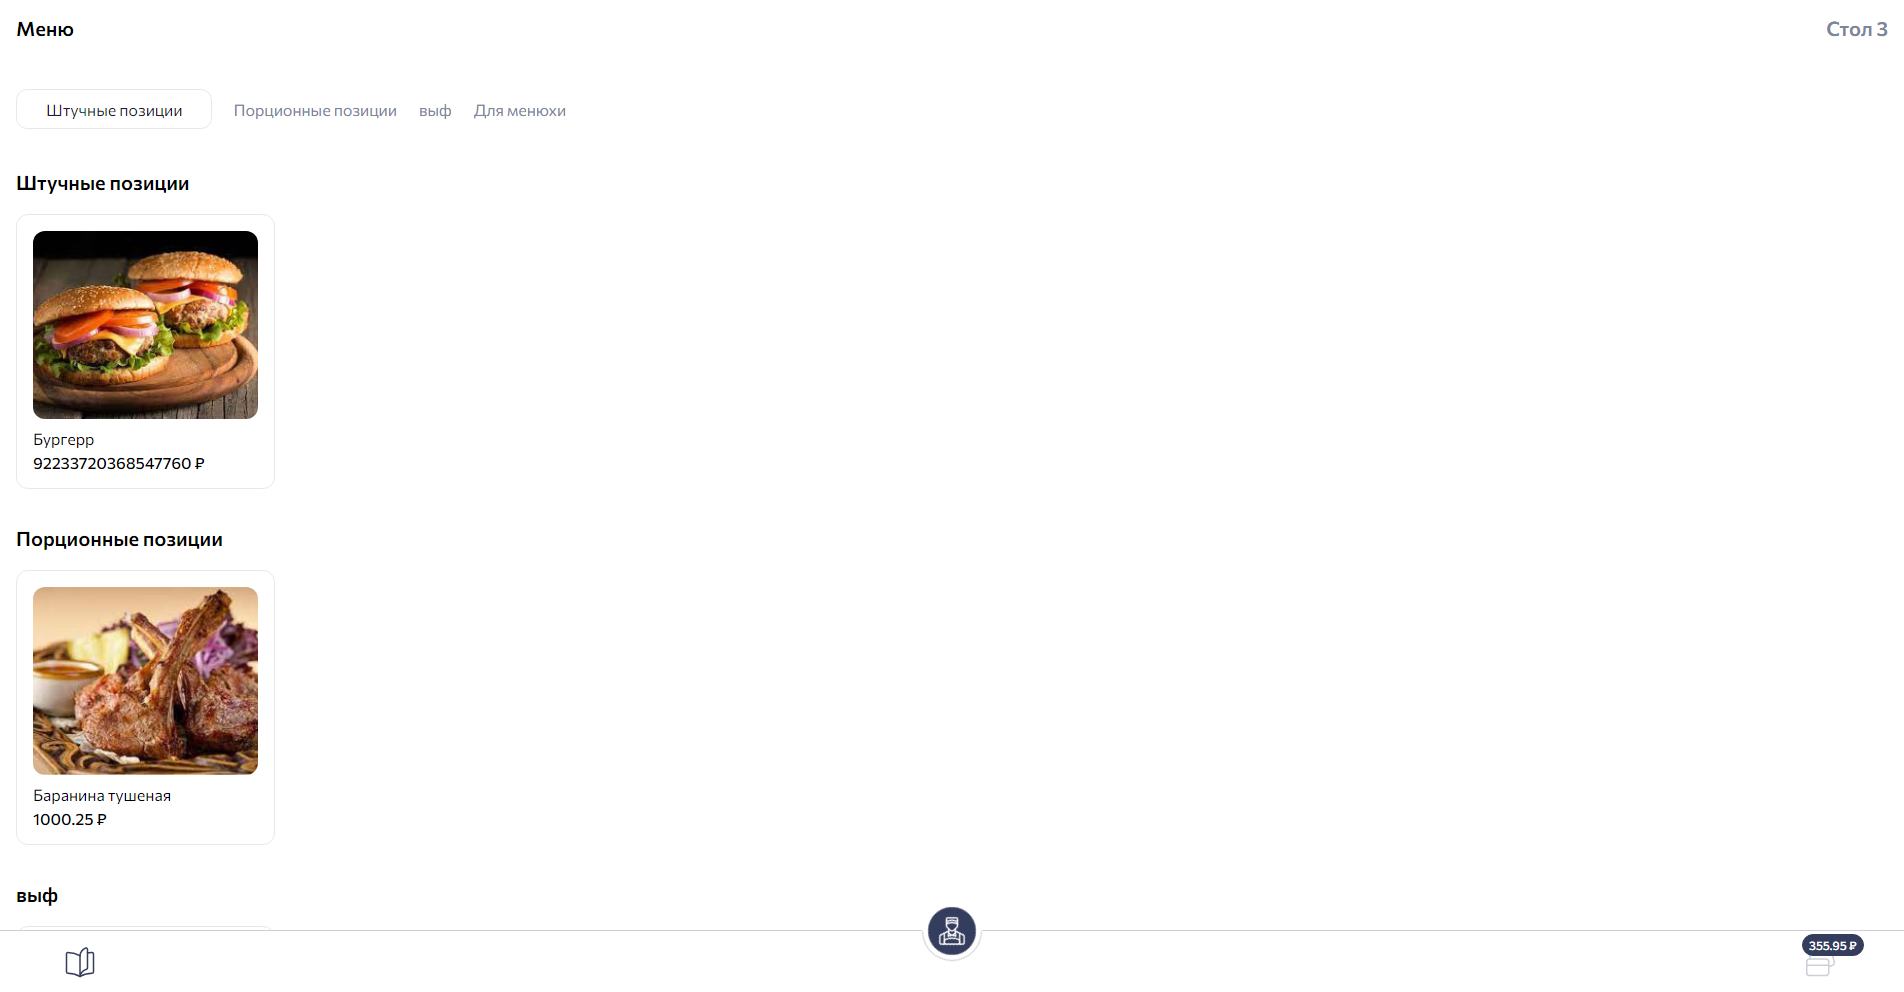 Меню
Стол 3
Штучные позиции
Порционные позиции
выф
Для менюхи
Штучные позиции
Бургерр
92233720368547760 ₽
Порционные позиции
Баранина тушеная
1000.25 ₽
выф
355.95 ₽